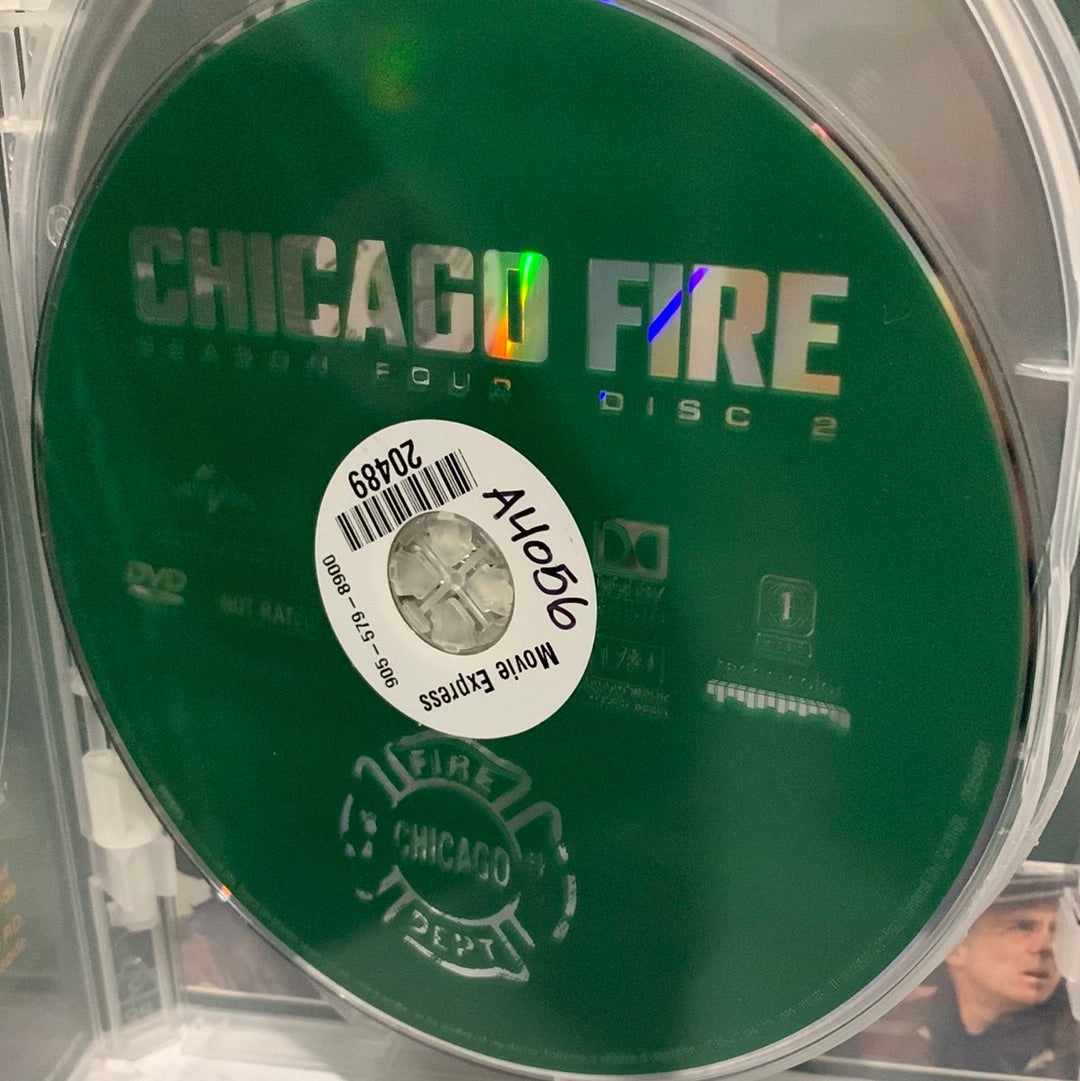 CHICAGO FIRE
SEASON FOUR DISC 2
20489
A4056
905-579-8900
Movie Express
DVD
NOT RATED
1
FIRE
CHICAGO
DEPT